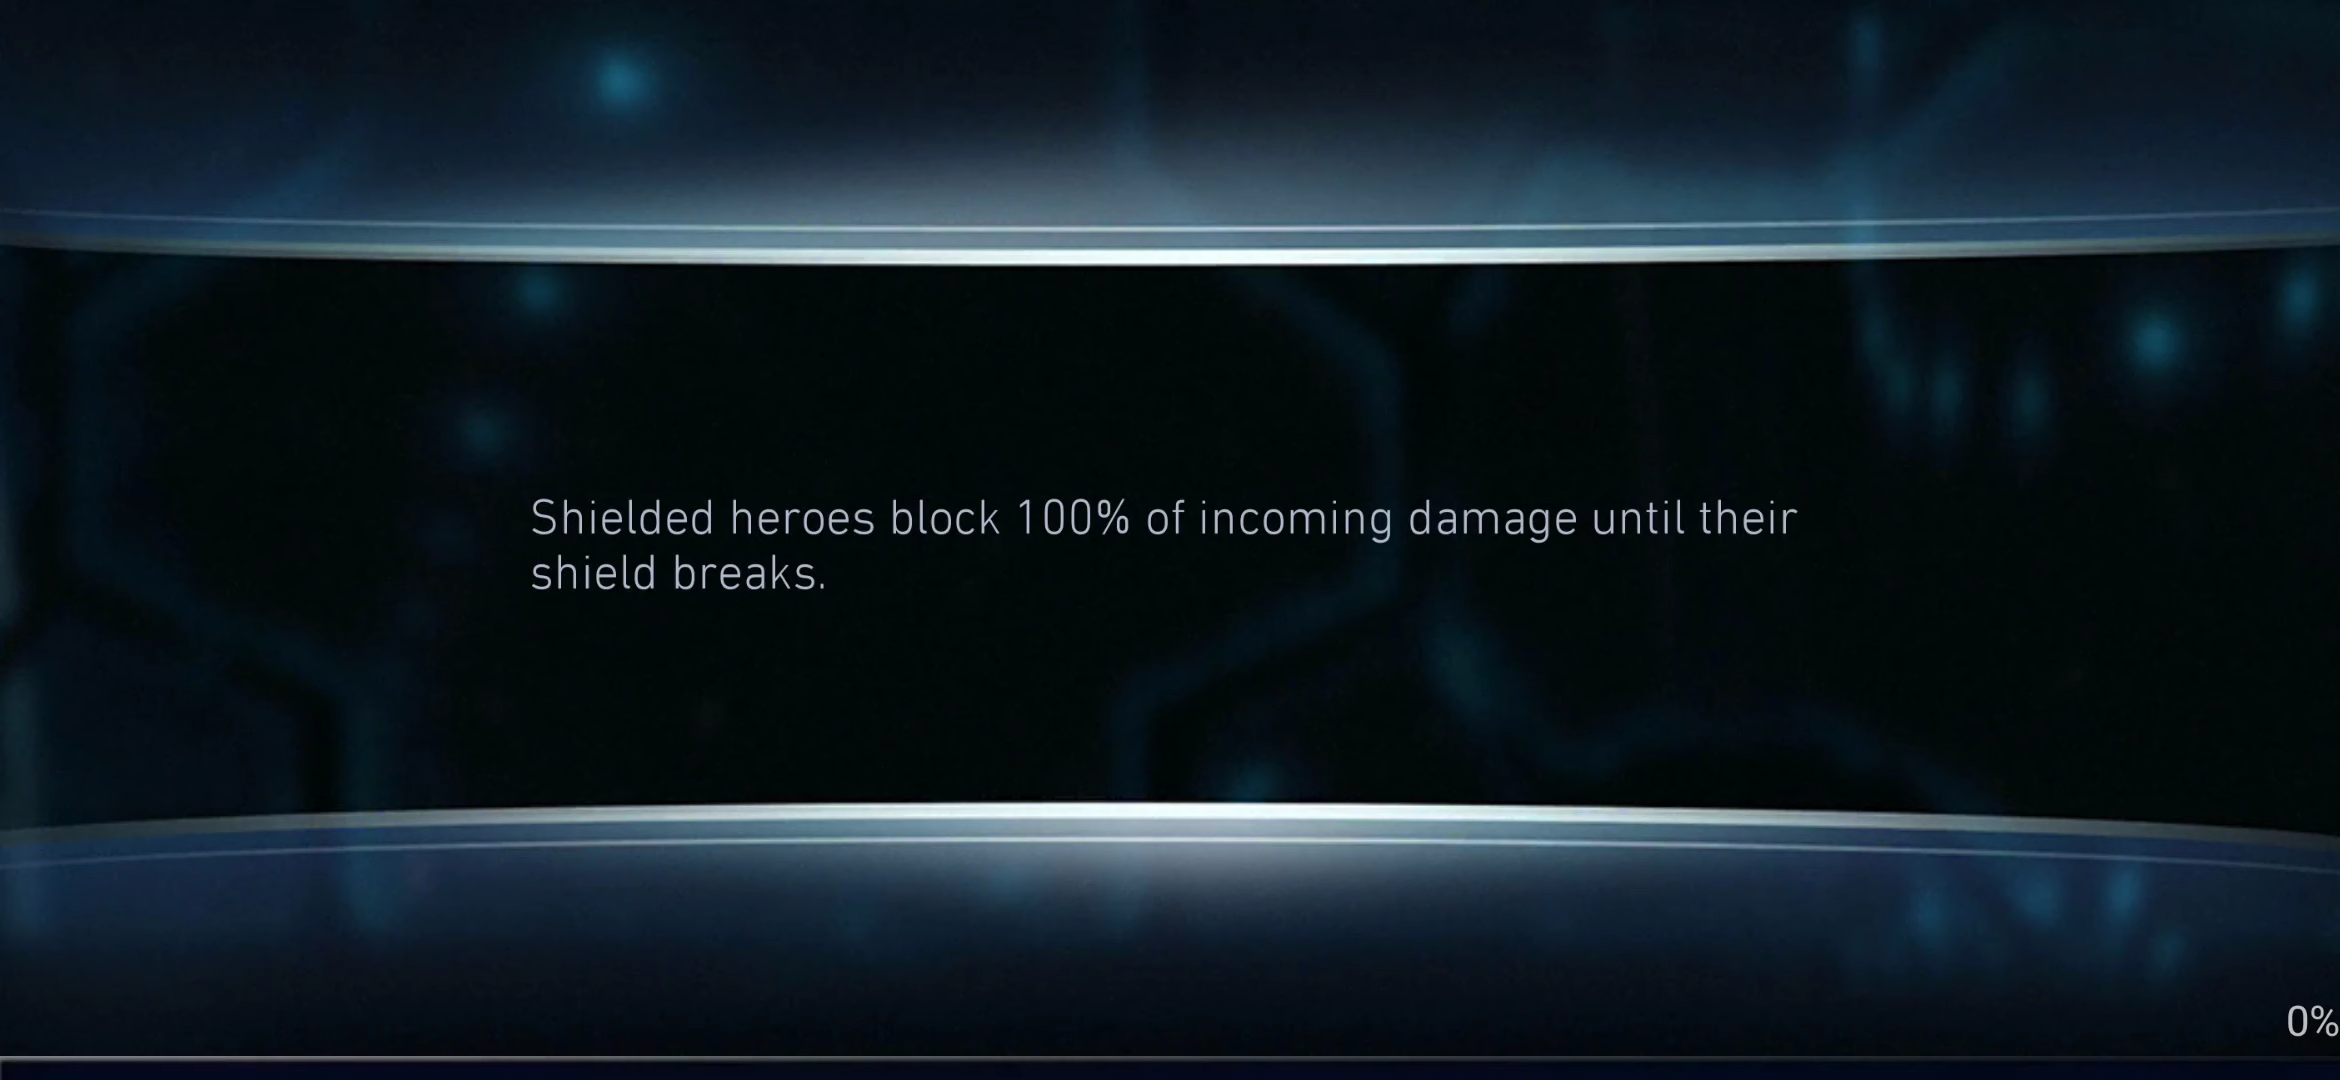 Shielded heroes block 100% of incoming damage until their
shield breaks.
0%